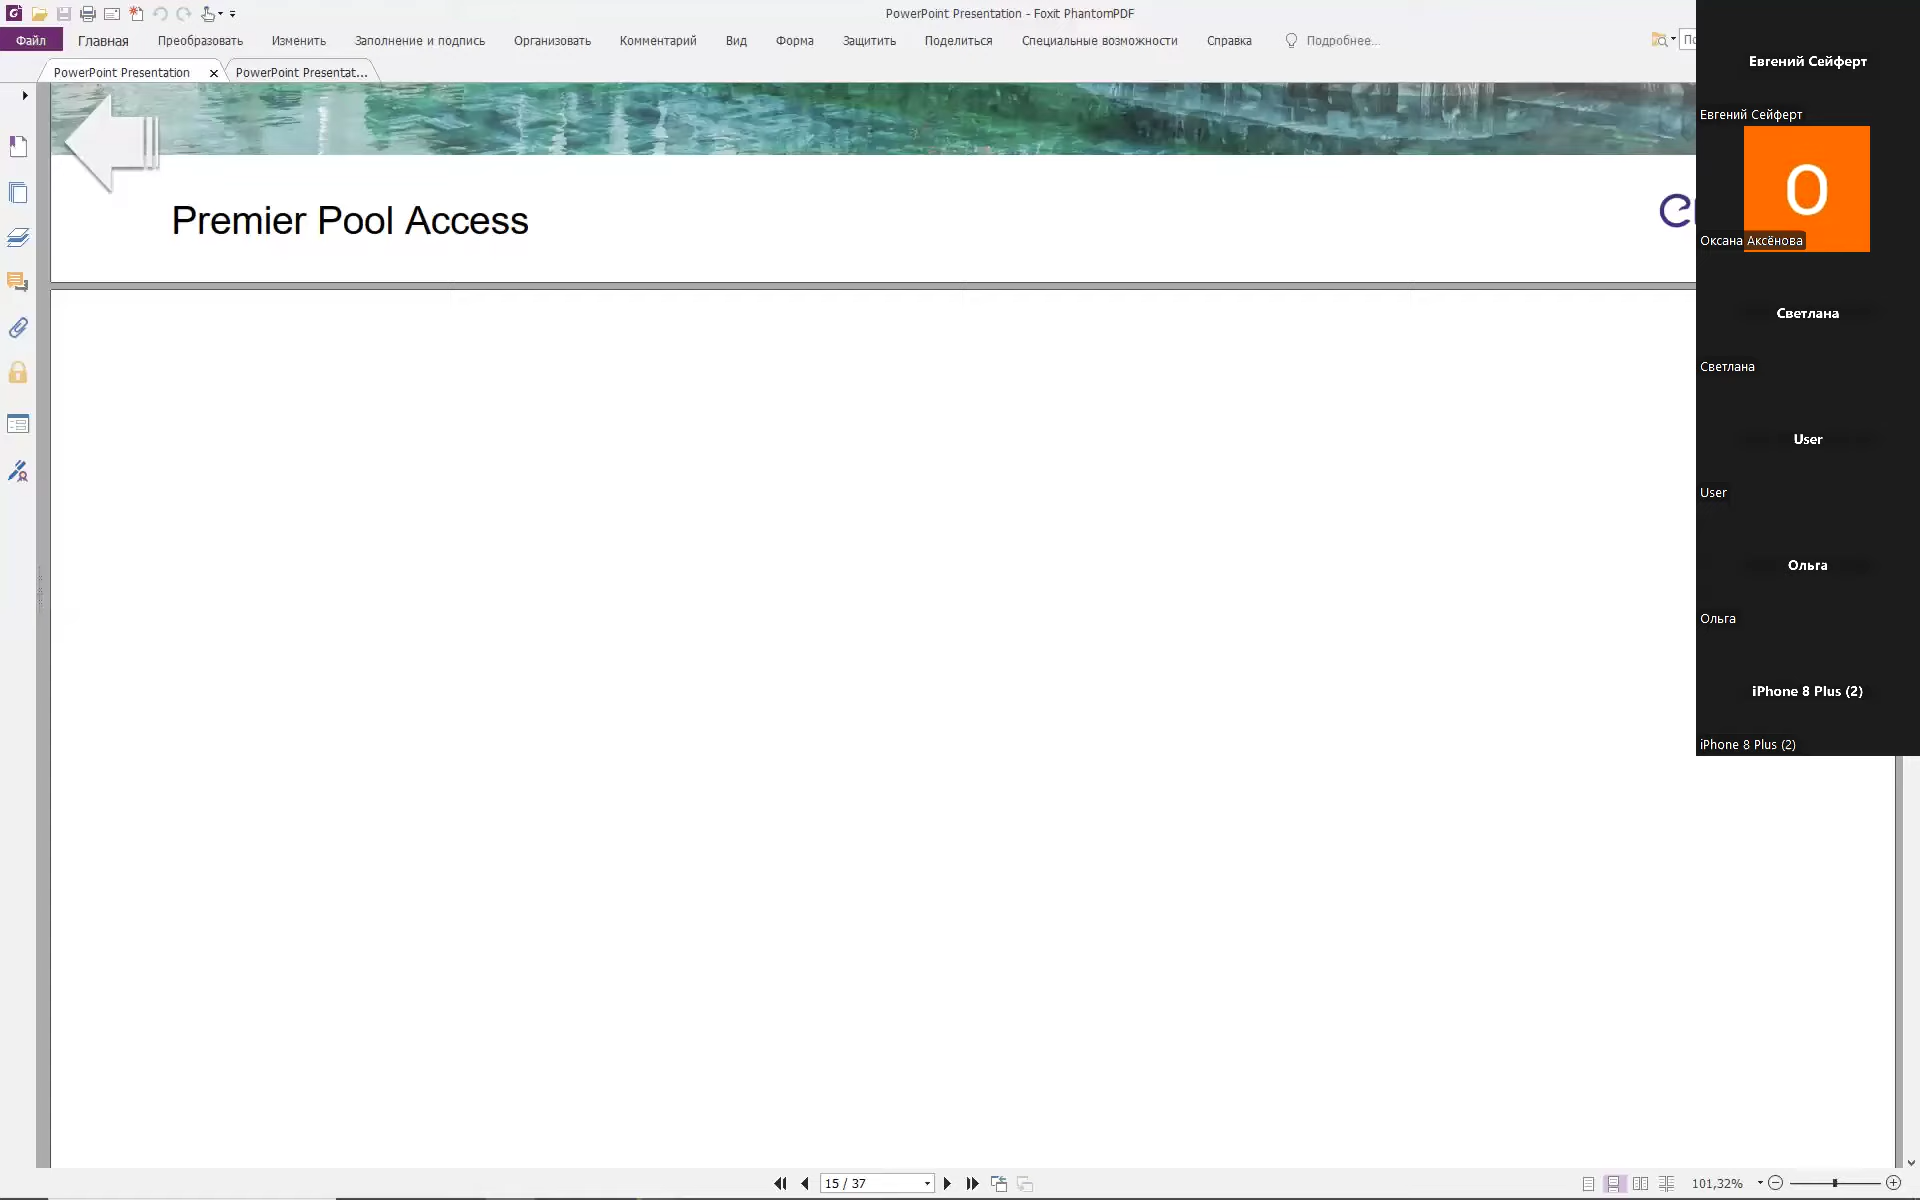 PowerPoint Presentation - Foxit PhantomPDF
Файл Главная Преобразовать Изменить Заполнение и подпись Организовать Комментарий Вид Форма Защитить Поделиться Специальные возможности Справка Подробнее...
PowerPoint Presentation PowerPoint Presentat...
Premier Pool Access
Евгений Сейферт
Евгений Сейферт
О
Оксана Аксёнова
Светлана
Светлана
User
User
Ольга
Ольга
iPhone 8 Plus (2)
iPhone 8 Plus (2)
15 / 37
101,32%